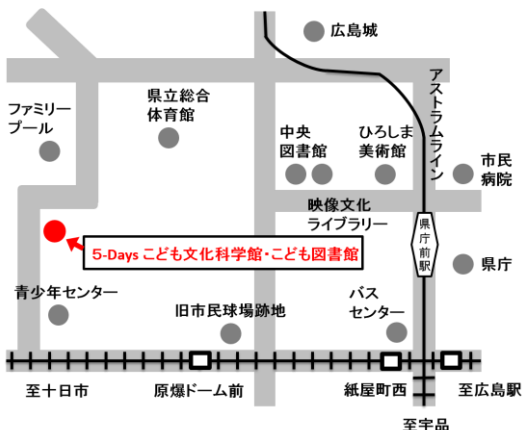 広島城
アストラムライン
ファミリー
プール
県立総合
体育館
中央
図書館
ひろしま
美術館
市民
病院
映像文化
ライブラリー
県庁前駅
5-Days こども文化科学館・こども図書館
県庁
青少年センター
旧市民球場跡地
バス
センター
至十日市
原爆ドーム前
紙屋町西
至広島駅
至宇品